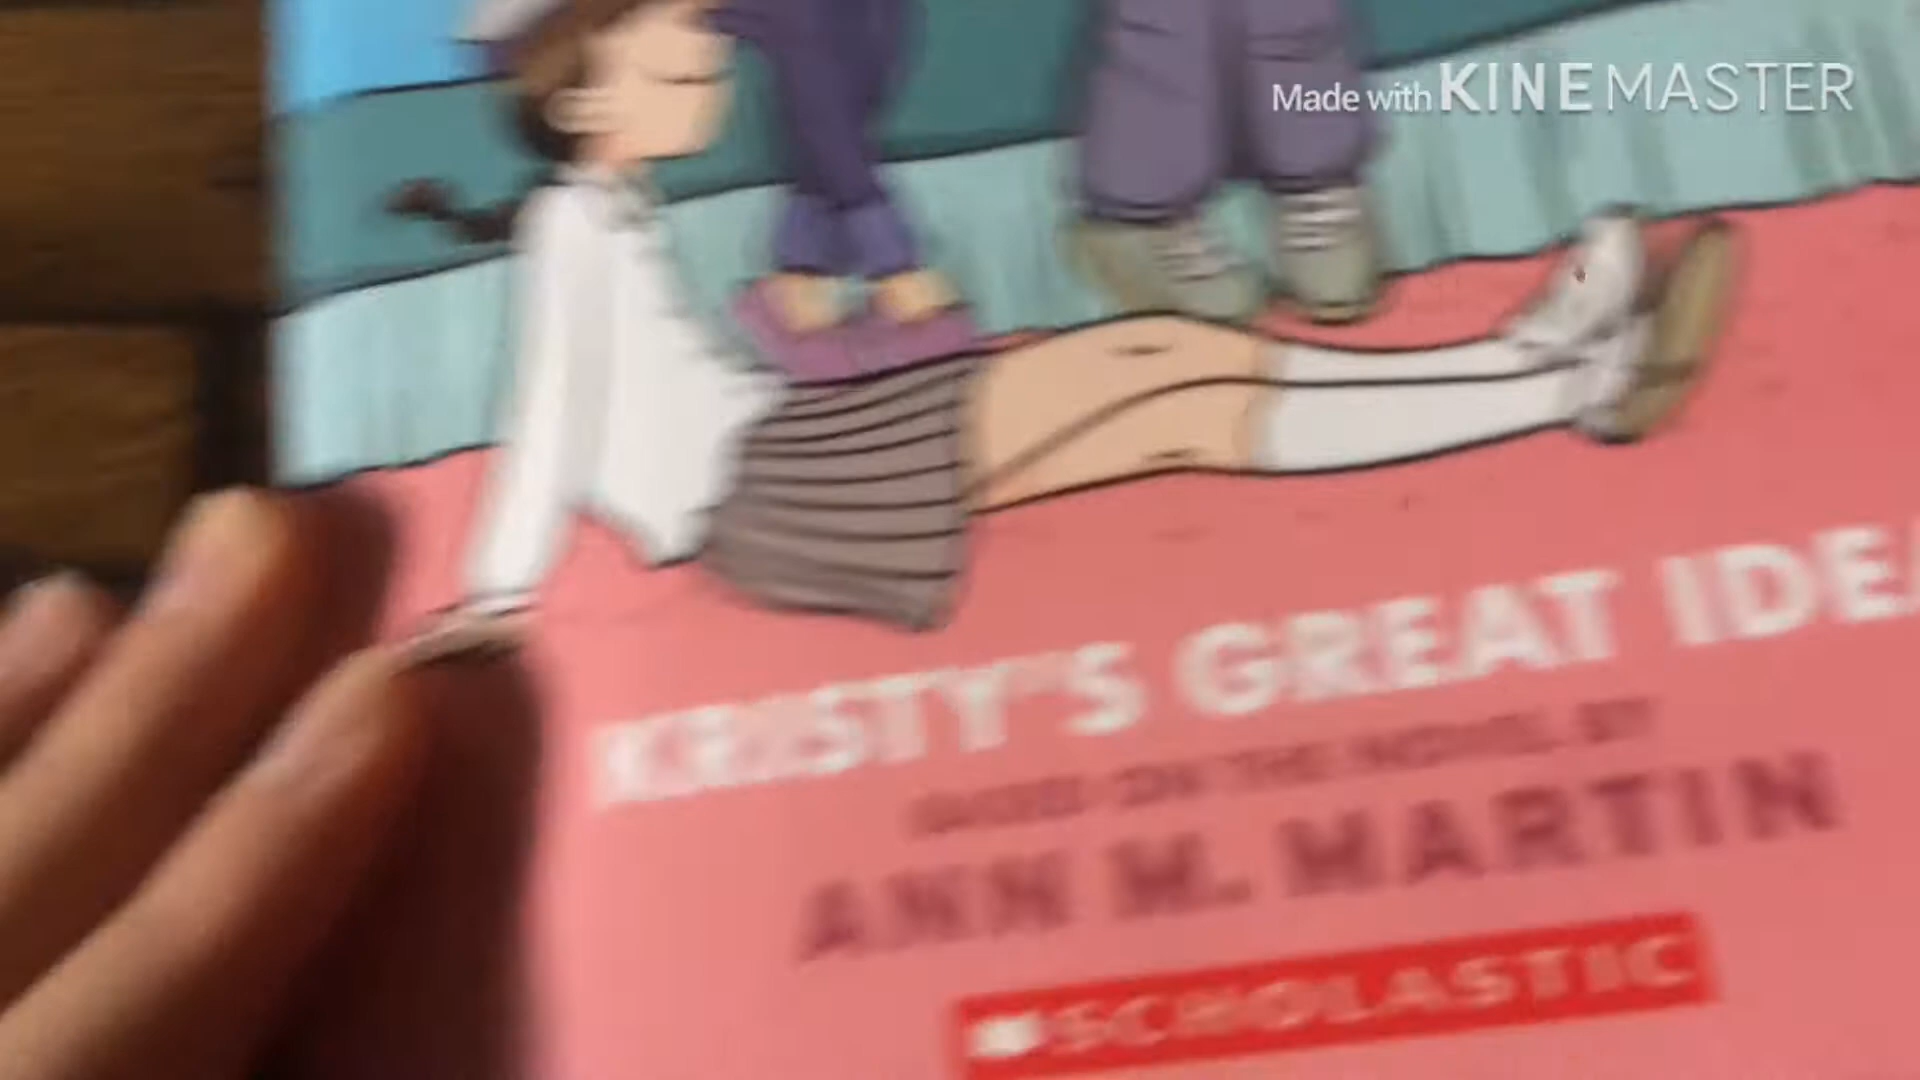 Made with KINEMASTER
KRISTY'S GREAT IDEA
BASED ON THE NOVEL BY
ANN M. MARTIN
SCHOLASTIC